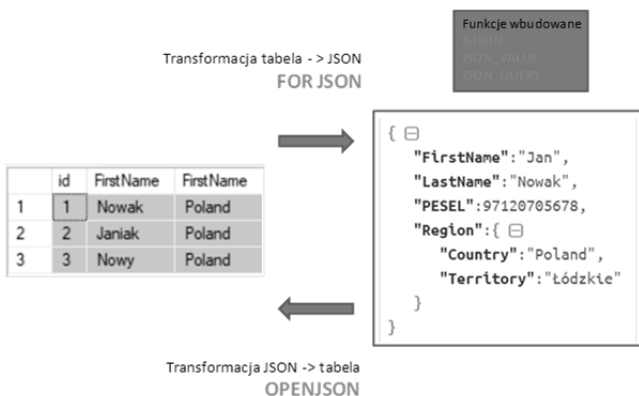 Funkcje wbudowane
ISJSON
JSON_VALUE
JSON_QUERY
Transformacja tabela - > JSON
FOR JSON
id FirstName FirstName
1 1 Nowak Poland
2 2 Janiak Poland
3 3 Nowy Poland
{
"FirstName":"Jan",
"LastName":"Nowak",
"PESEL":97120705678,
"Region":{
"Country":"Poland",
"Territory":"Łódzkie"
}
}
Transformacja JSON -> tabela
OPENJSON